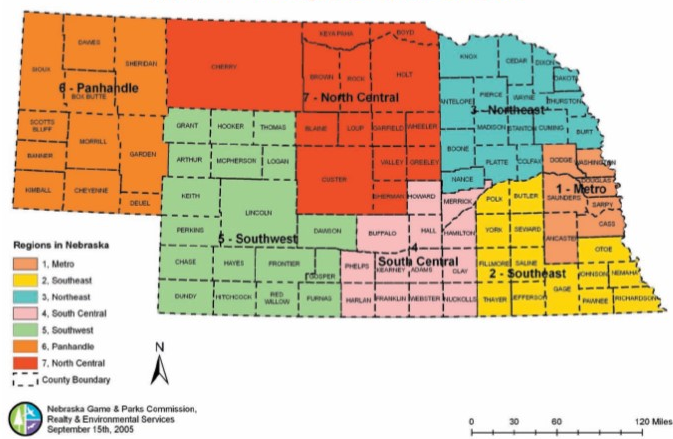 KEYA PAHA BOYD
DAWES
SHERIDAN
SIOUX
CHERRY
KNOX
CEDAR
DIXON
DAKOTA
BROWN ROCK HOLT
6 - Panhandle
BOX BUTTE
7 - North Central
ANTELOPE
PIERCE
WAYNE
THURSTON
3 - Northeast
SCOTTS
BLUFF
GRANT HOOKER THOMAS
BLAINE LOUP GARFIELD WHEELER
MADISON STANTON CUMING
BURT
MORRILL
BANNER
GARDEN
ARTHUR MCPHERSON LOGAN
VALLEY GREELEY
BOONE
PLATTE COLFAX
DODGE WASHINGTON
CUSTER
NANCE
DOUGLAS
KIMBALL CHEYENNE
DEUEL
KEITH
LINCOLN
SHERMAN HOWARD
MERRICK
POLK BUTLER
SAUNDERS
1 - Metro
SARPY
CASS
PERKINS
5 - Southwest
DAWSON
BUFFALO
HALL
HAMILTON
YORK SEWARD
LANCASTER
OTOE
4
South Central
CHASE HAYES FRONTIER
GOSPER
PHELPS
KEARNEY ADAMS CLAY
FILLMORE SALINE
2 - Southeast
JOHNSON NEMAHA
GAGE
DUNDY HITCHCOCK RED
WILLOW
FURNAS
HARLAN FRANKLIN WEBSTER NUCKOLLS
THAYER JEFFERSON
PAWNEE RICHARDSON
Regions in Nebraska
1, Metro
2, Southeast
3, Northeast
4, South Central
5, Southwest
6, Panhandle
7, North Central
County Boundary
N
Nebraska Game & Parks Commission,
Realty & Environmental Services
September 15th, 2005
0 30 60 120 Miles